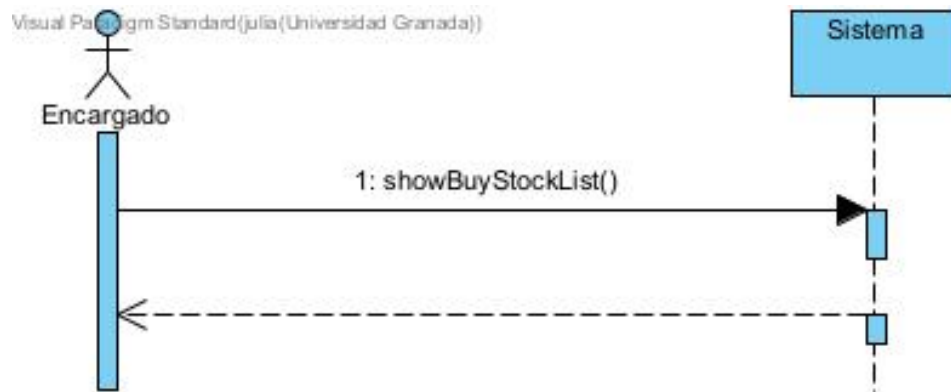 Visual Paradigm Standard(julia(Universidad Granada))
Sistema
Encargado
1: showBuyStockList()